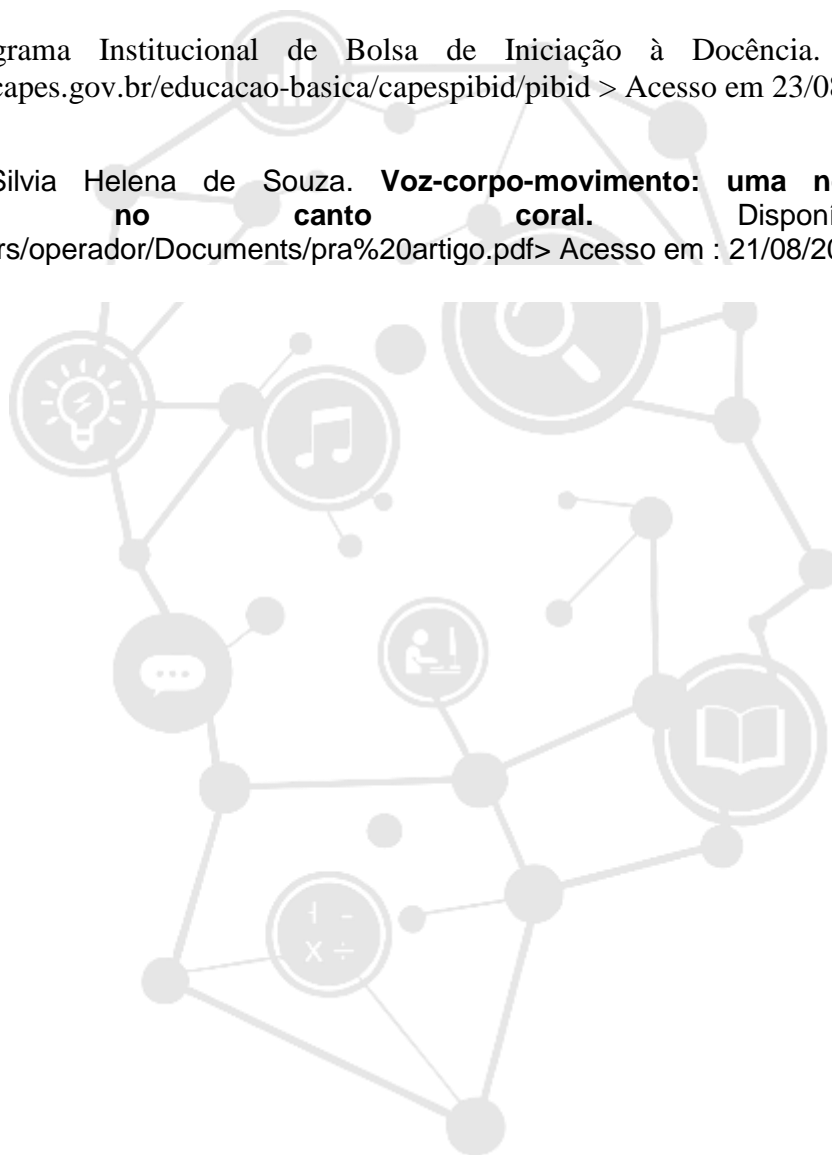 grama Institucional de Bolsa de Iniciação à Docência.
capes.gov.br/educacao-basica/capespibid/pibid > Acesso em 23/08
Silvia Helena de Souza. Voz-corpo-movimento: uma n
no canto coral. Disponí
rs/operador/Documents/pra%20artigo.pdf> Acesso em : 21/08/20